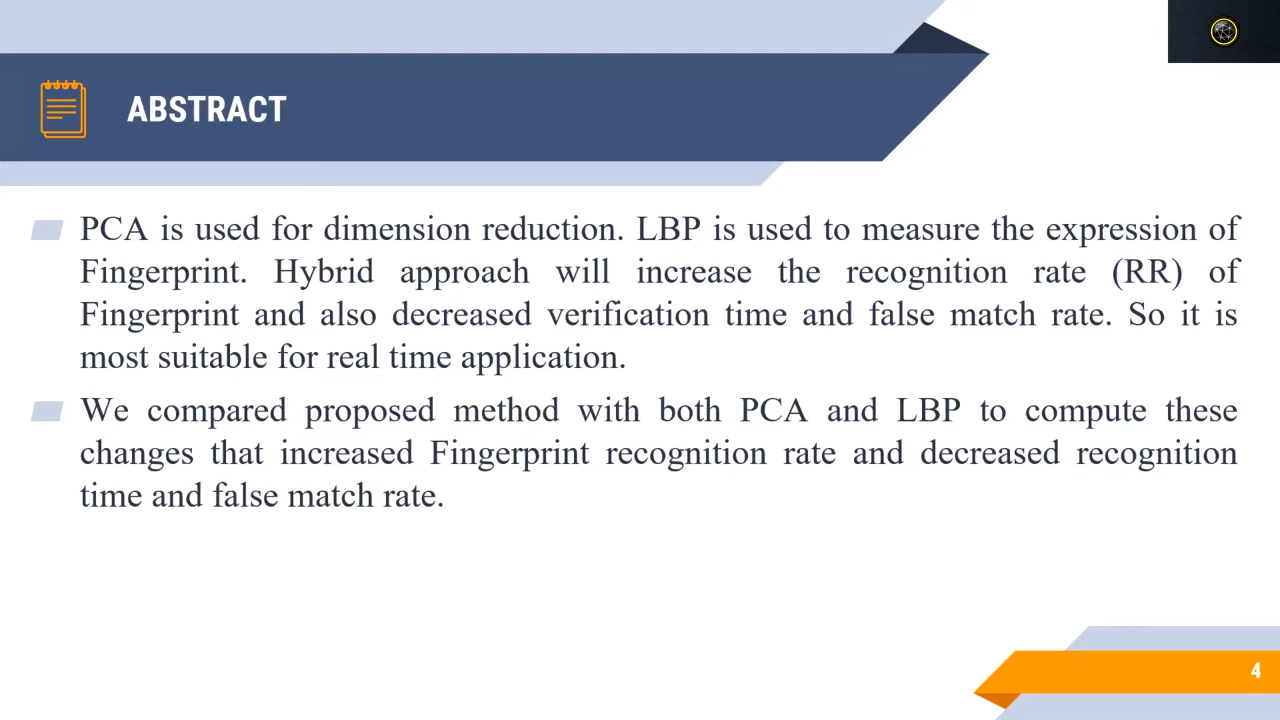 ABSTRACT
PCA is used for dimension reduction. LBP is used to measure the expression of
Fingerprint. Hybrid approach will increase the recognition rate (RR) of
Fingerprint and also decreased verification time and false match rate. So it is
most suitable for real time application.
We compared proposed method with both PCA and LBP to compute these
changes that increased Fingerprint recognition rate and decreased recognition
time and false match rate.
4